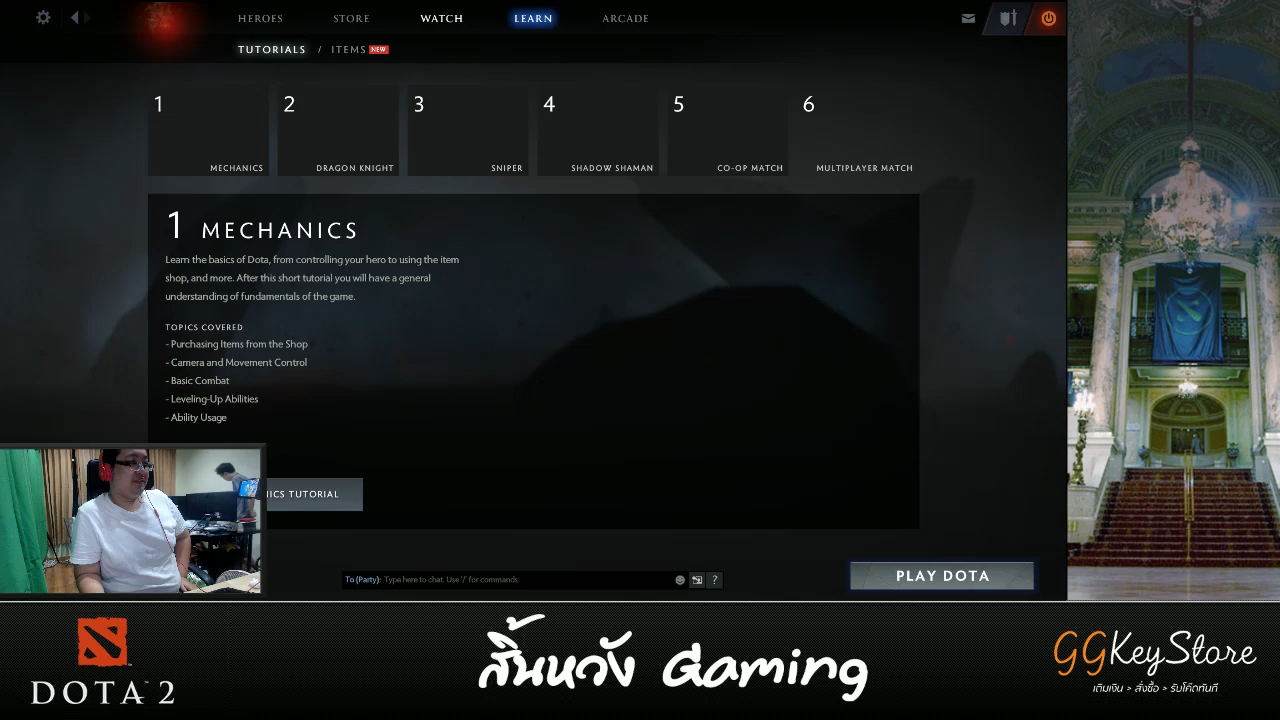 HEROES STORE WATCH LEARN ARCADE
TUTORIALS / ITEMS NEW
1 2 3 4 5 6
MECHANICS DRAGON KNIGHT SNIPER SHADOW SHAMAN CO-OP MATCH MULTIPLAYER MATCH
1 MECHANICS
Learn the basics of Dota, from controlling your hero to using the item
shop, and more. After this short tutorial you will have a general
understanding of fundamentals of the game.
TOPICS COVERED
- Purchasing Items from the Shop
- Camera and Movement Control
- Basic Combat
- Leveling-Up Abilities
- Ability Usage
ICS TUTORIAL
To (Party): Type here to chat. Use '/' for commands. ?
PLAY DOTA
DOTA 2
สิ้นหวัง Gaming
GGKeyStore
เติมเงิน > สั่งซื้อ > รับโค๊ดทันที